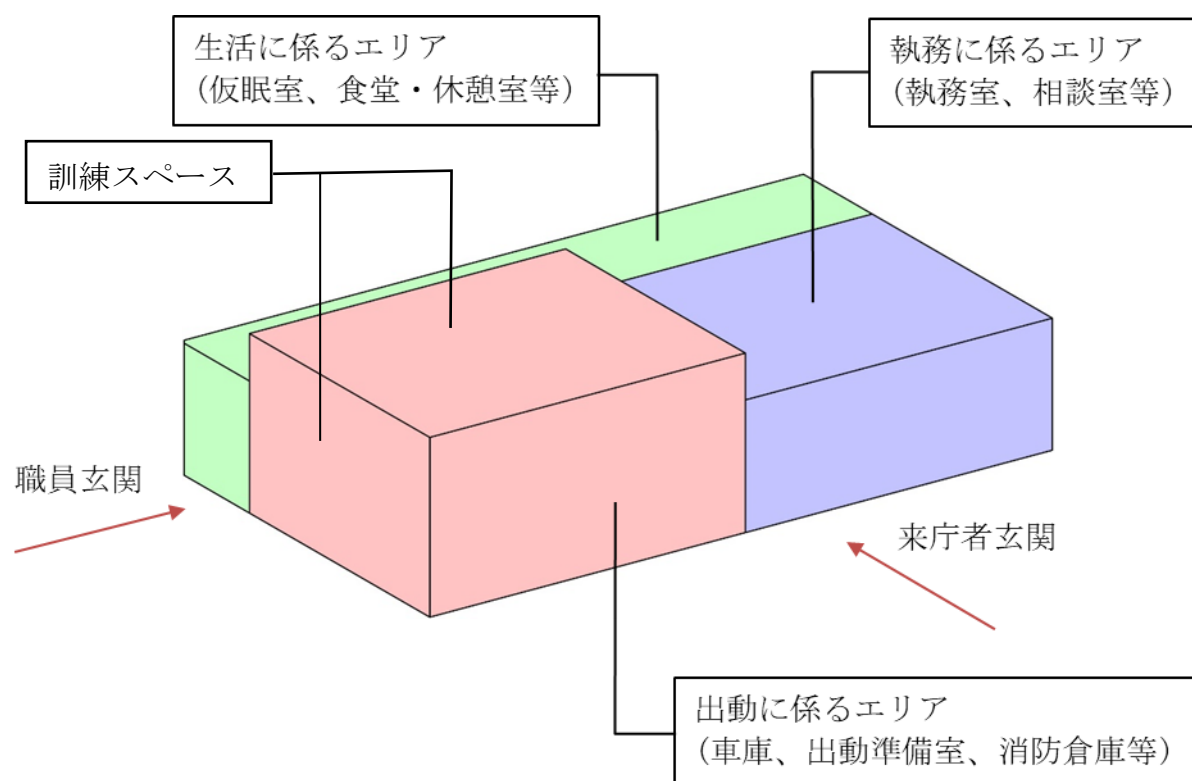 生活に係るエリア
（仮眠室、食堂・休憩室等）
執務に係るエリア
（執務室、相談室等）
訓練スペース
職員玄関
来庁者玄関
出動に係るエリア
（車庫、出動準備室、消防倉庫等）